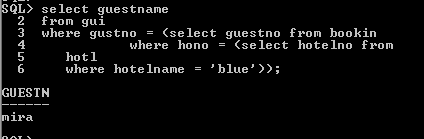 SQL> select guestname
2 from gui
3 where gustno = (select guestno from bookin
4 where hono = (select hotelno from
5 hotl
6 where hotelname = 'blue'));
GUESTN
------
mira
SQL>